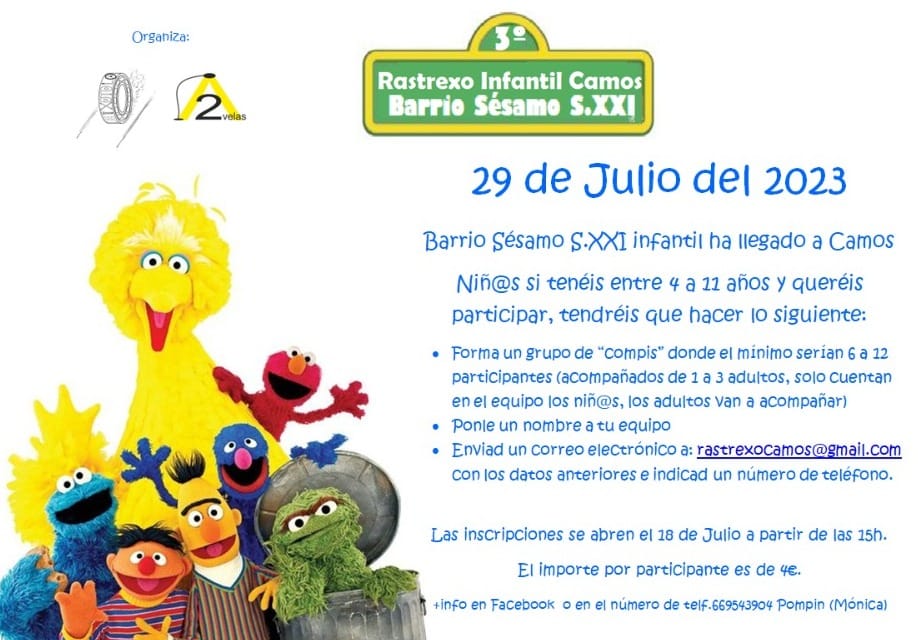 Organiza:
A
2velas
3º
Rastrexo Infantil Camos
Barrio Sésamo S.XXI
29 de Julio del 2023
Barrio Sésamo S.XXI infantil ha llegado a Camos
Niñ@s si tenéis entre 4 a 11 años y queréis
participar, tendréis que hacer lo siguiente:
• Forma un grupo de “compis” donde el mínimo serían 6 a 12
participantes (acompañados de 1 a 3 adultos, solo cuentan
en el equipo los niñ@s, los adultos van a acompañar)
• Ponle un nombre a tu equipo
• Enviad un correo electrónico a: rastrexocamos@gmail.com
con los datos anteriores e indicad un número de teléfono.
Las inscripciones se abren el 18 de Julio a partir de las 15h.
El importe por participante es de 4€.
+info en Facebook o en el número de telf.669543904 Pompin (Mónica)